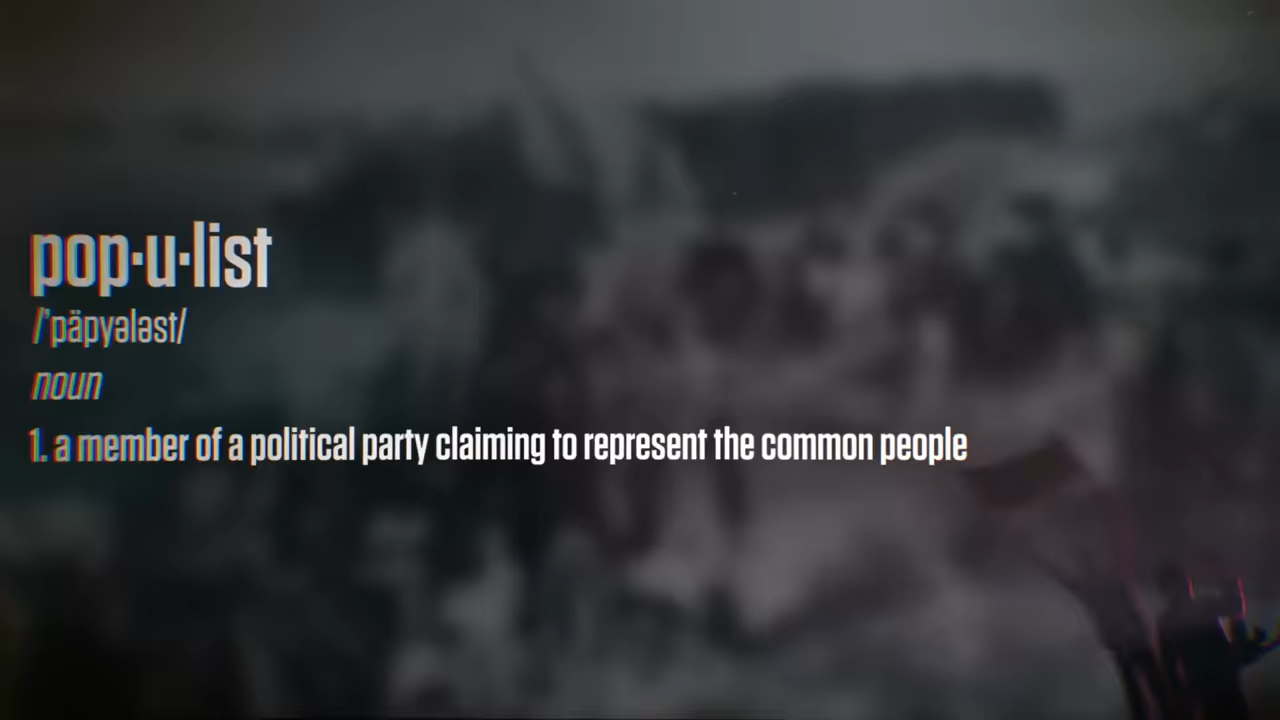 pop·u·list
/ˈpäpyələst/
noun
1. a member of a political party claiming to represent the common people